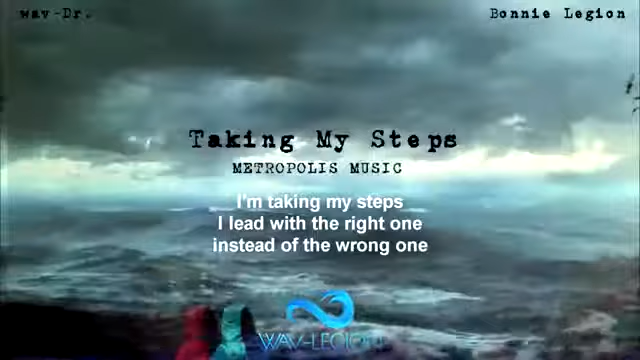 wav-Dr.
Bonnie Legion
Taking My Steps
METROPOLIS MUSIC
I'm taking my steps
I lead with the right one
instead of the wrong one
WAV-LEGION